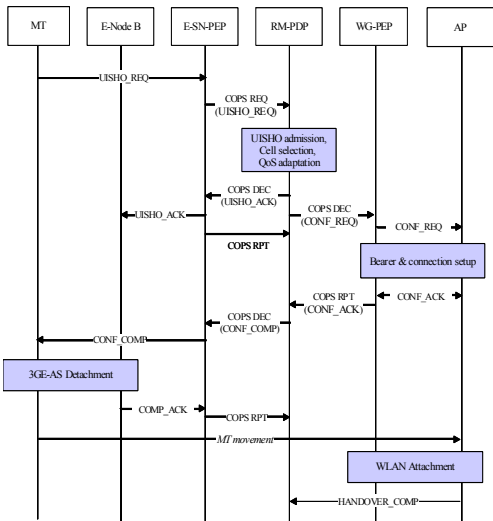 MT
E-Node B
E-SN-PEP
RM-PDP
WG-PEP
AP
UISHO_REQ
COPS REQ
(UISHO_REQ)
UISHO admission,
Cell selection,
QoS adaptation
COPS DEC
(UISHO_ACK)
UISHO_ACK
COPS DEC
(CONF_REQ)
CONF_REQ
COPS RPT
Bearer & connection setup
COPS RPT
(CONF_ACK)
CONF_ACK
COPS DEC
(CONF_COMP)
CONF_COMP
3GE-AS Detachment
COMP_ACK
COPS RPT
MT movement
WLAN Attachment
HANDOVER_COMP